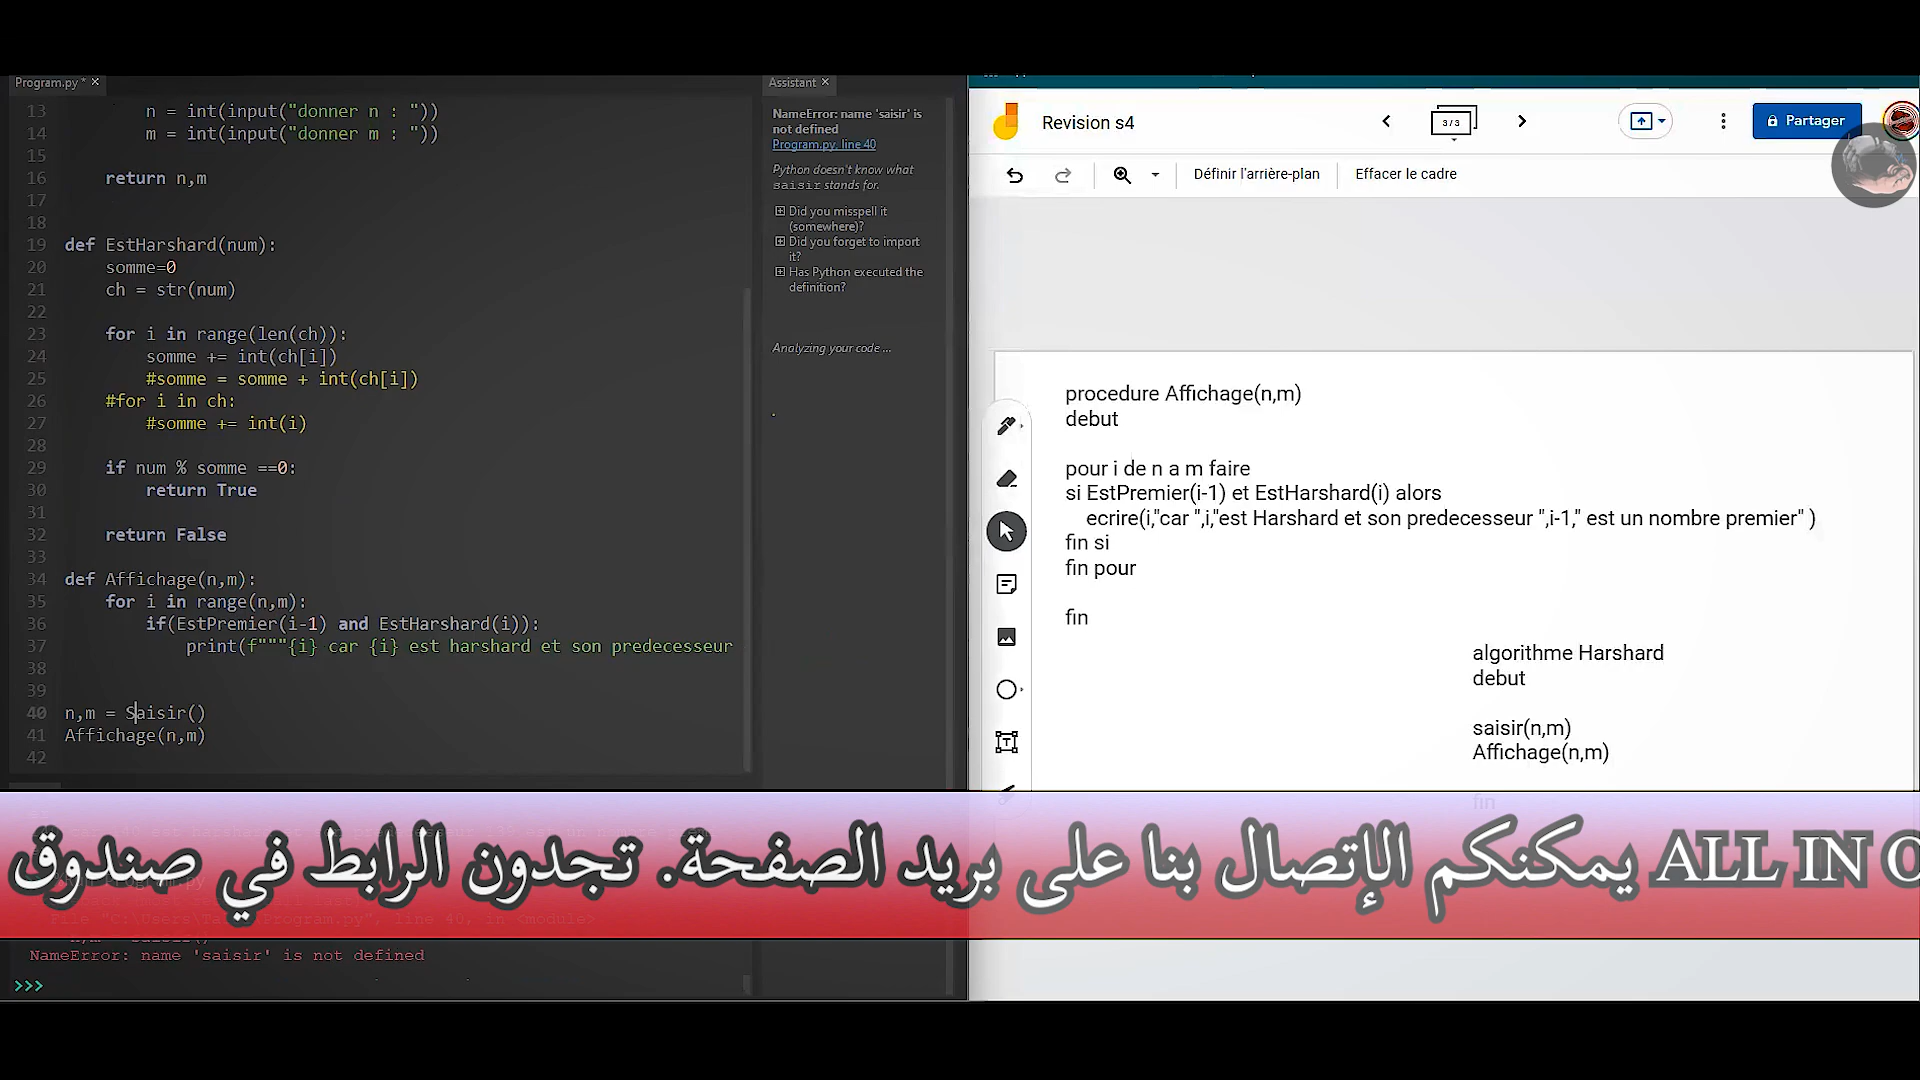 Program.py * ×
13 n = int(input("donner n : "))
14 m = int(input("donner m : "))
15
16 return n,m
17
18
19 def EstHarshard(num):
20 somme=0
21 ch = str(num)
22
23 for i in range(len(ch)):
24 somme += int(ch[i])
25 #somme = somme + int(ch[i])
26 #for i in ch:
27 #somme += int(i)
28
29 if num % somme ==0:
30 return True
31
32 return False
33
34 def Affichage(n,m):
35 for i in range(n,m):
36 if(EstPremier(i-1) and EstHarshard(i)):
37 print(f"""{i} car {i} est harshard et son predecesseur
38
39
40 n,m = Saisir()
41 Affichage(n,m)
42
Assistant ×
NameError: name 'saisir' is
not defined
Program.py, line 40
Python doesn't know what
saisir stands for.
Did you misspell it
(somewhere)?
Did you forget to import
it?
Has Python executed the
definition?
Analyzing your code ...
Revision s4
3 / 3
Partager
Définir l'arrière-plan
Effacer le cadre
procedure Affichage(n,m)
debut
pour i de n a m faire
si EstPremier(i-1) et EstHarshard(i) alors
ecrire(i,"car ",i,"est Harshard et son predecesseur ",i-1," est un nombre premier" )
fin si
fin pour
fin
algorithme Harshard
debut
saisir(n,m)
Affichage(n,m)
fin
ALL IN O يمكنكم الإتصال بنا على بريد الصفحة. تجدون الرابط في صندوق
File "C:\Users\Ta Program.py", line 40, in <module>
NameError: name 'saisir' is not defined
>>>